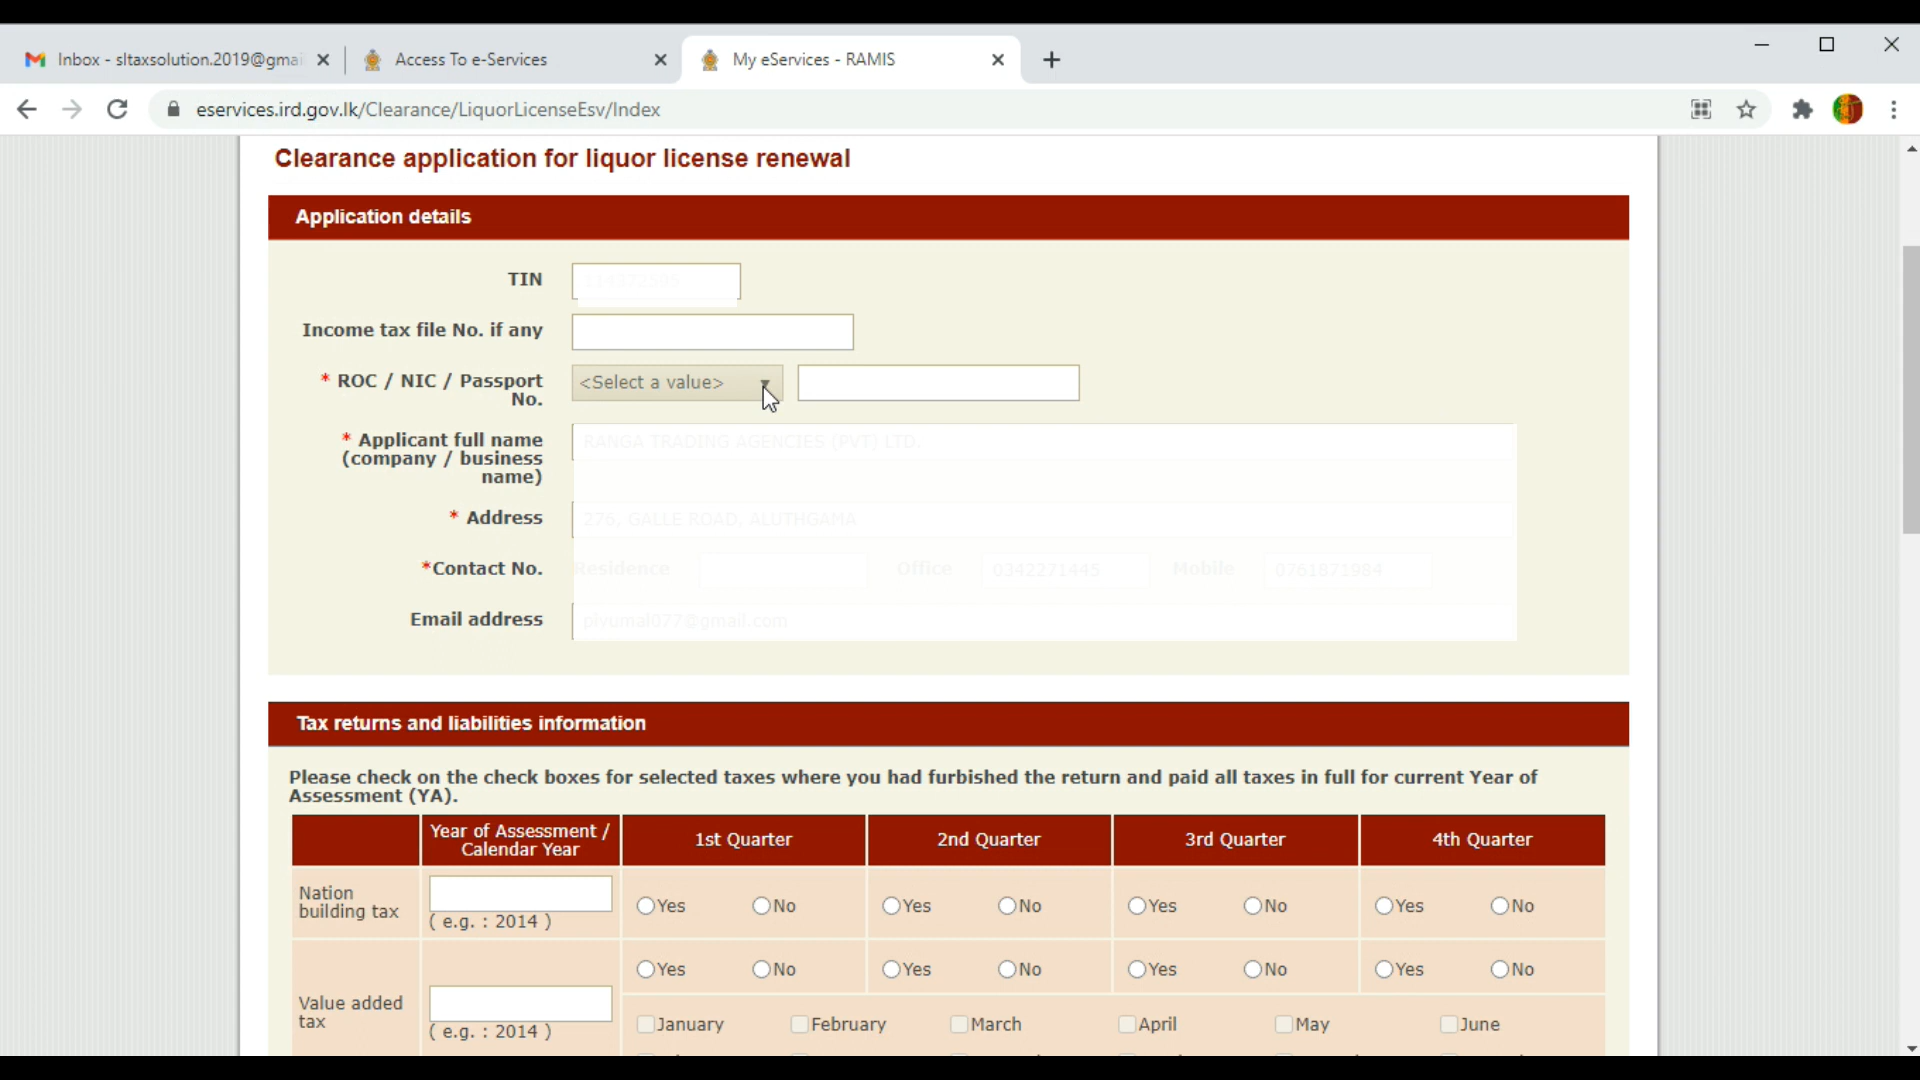 Inbox - sltaxsolution.2019@gmai
Access To e-Services
My eServices - RAMIS
eservices.ird.gov.lk/Clearance/LiquorLicenseEsv/Index
Clearance application for liquor license renewal
Application details
TIN
Income tax file No. if any
* ROC / NIC / Passport No.
<Select a value>
* Applicant full name (company / business name)
RANGA TRADING AGENCIES (PVT) LTD.
* Address
276, GALLE ROAD, ALUTHGAMA
*Contact No.
Residence
Office
0342271445
Mobile
0761871984
Email address
piyumal077@gmail.com
Tax returns and liabilities information
Please check on the check boxes for selected taxes where you had furbished the return and paid all taxes in full for current Year of
Assessment (YA).
Year of Assessment / Calendar Year
1st Quarter
2nd Quarter
3rd Quarter
4th Quarter
Nation building tax
( e.g. : 2014 )
Yes No Yes No Yes No Yes No
Value added tax
( e.g. : 2014 )
Yes No Yes No Yes No Yes No
January February March April May June